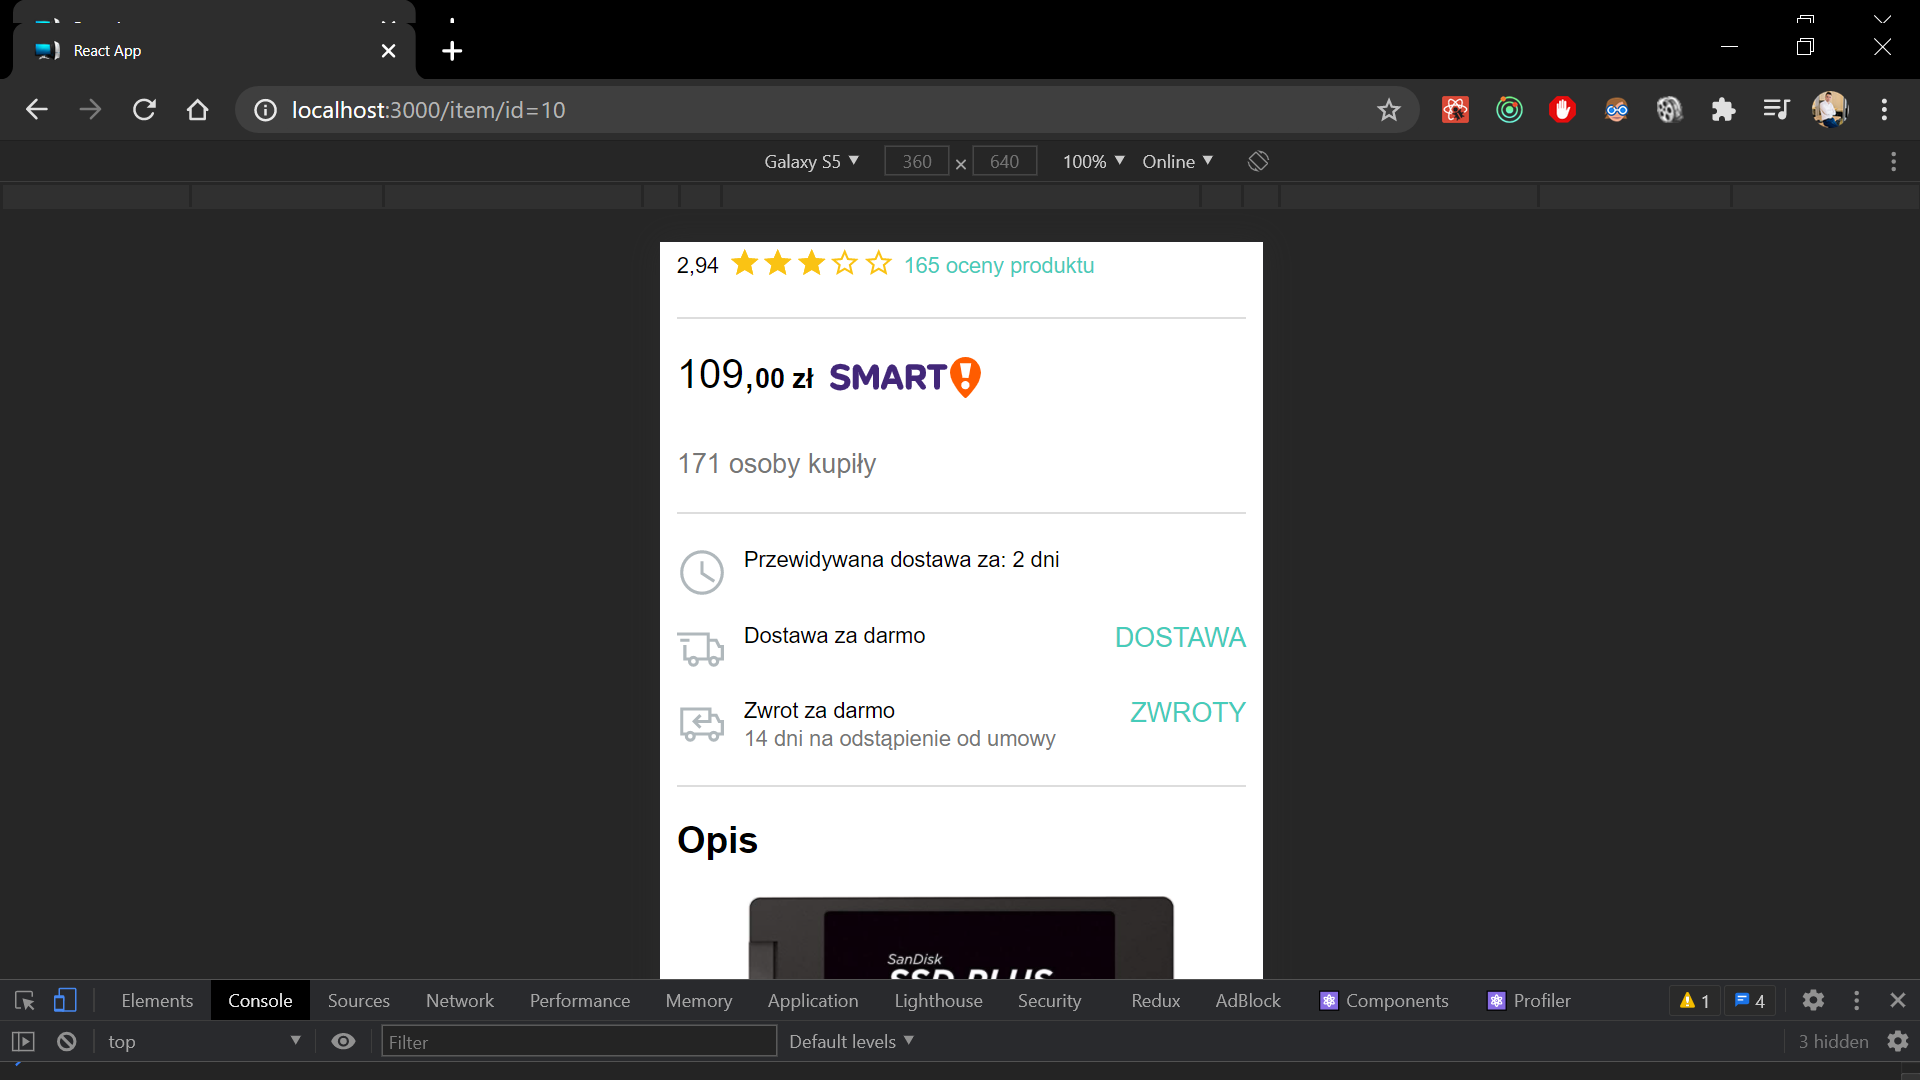 React App
localhost:3000/item/id=10
Galaxy S5 360 × 640 100% Online
2,94 165 oceny produktu
109,00 zł SMART!
171 osoby kupiły
Przewidywana dostawa za: 2 dni
Dostawa za darmo DOSTAWA
Zwrot za darmo ZWROTY
14 dni na odstąpienie od umowy
Opis
SanDisk
SSD PLUS
Elements Console Sources Network Performance Memory Application Lighthouse Security Redux AdBlock Components Profiler 1 4
top Filter Default levels 3 hidden